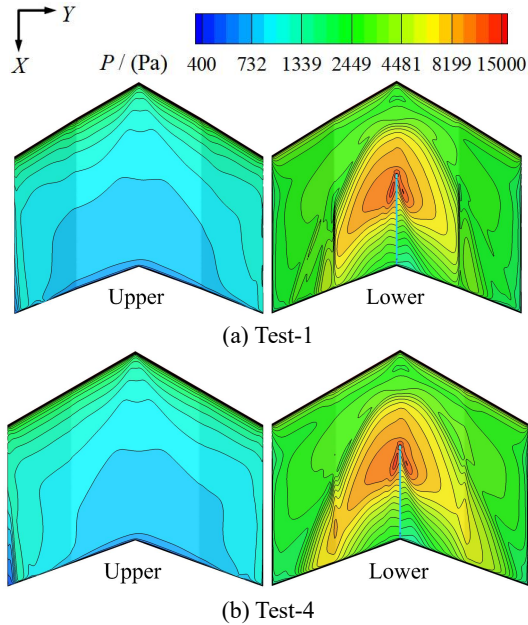 Y
X
P / (Pa)
400 732 1339 2449 4481 8199 15000
Upper Lower
(a) Test-1
Upper Lower
(b) Test-4